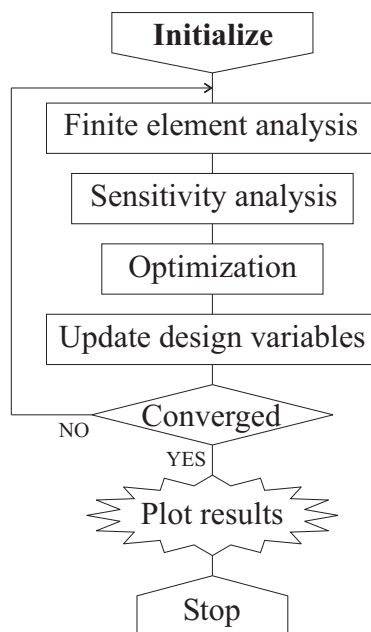 Initialize
Finite element analysis
Sensitivity analysis
Optimization
Update design variables
Converged
NO
YES
Plot results
Stop